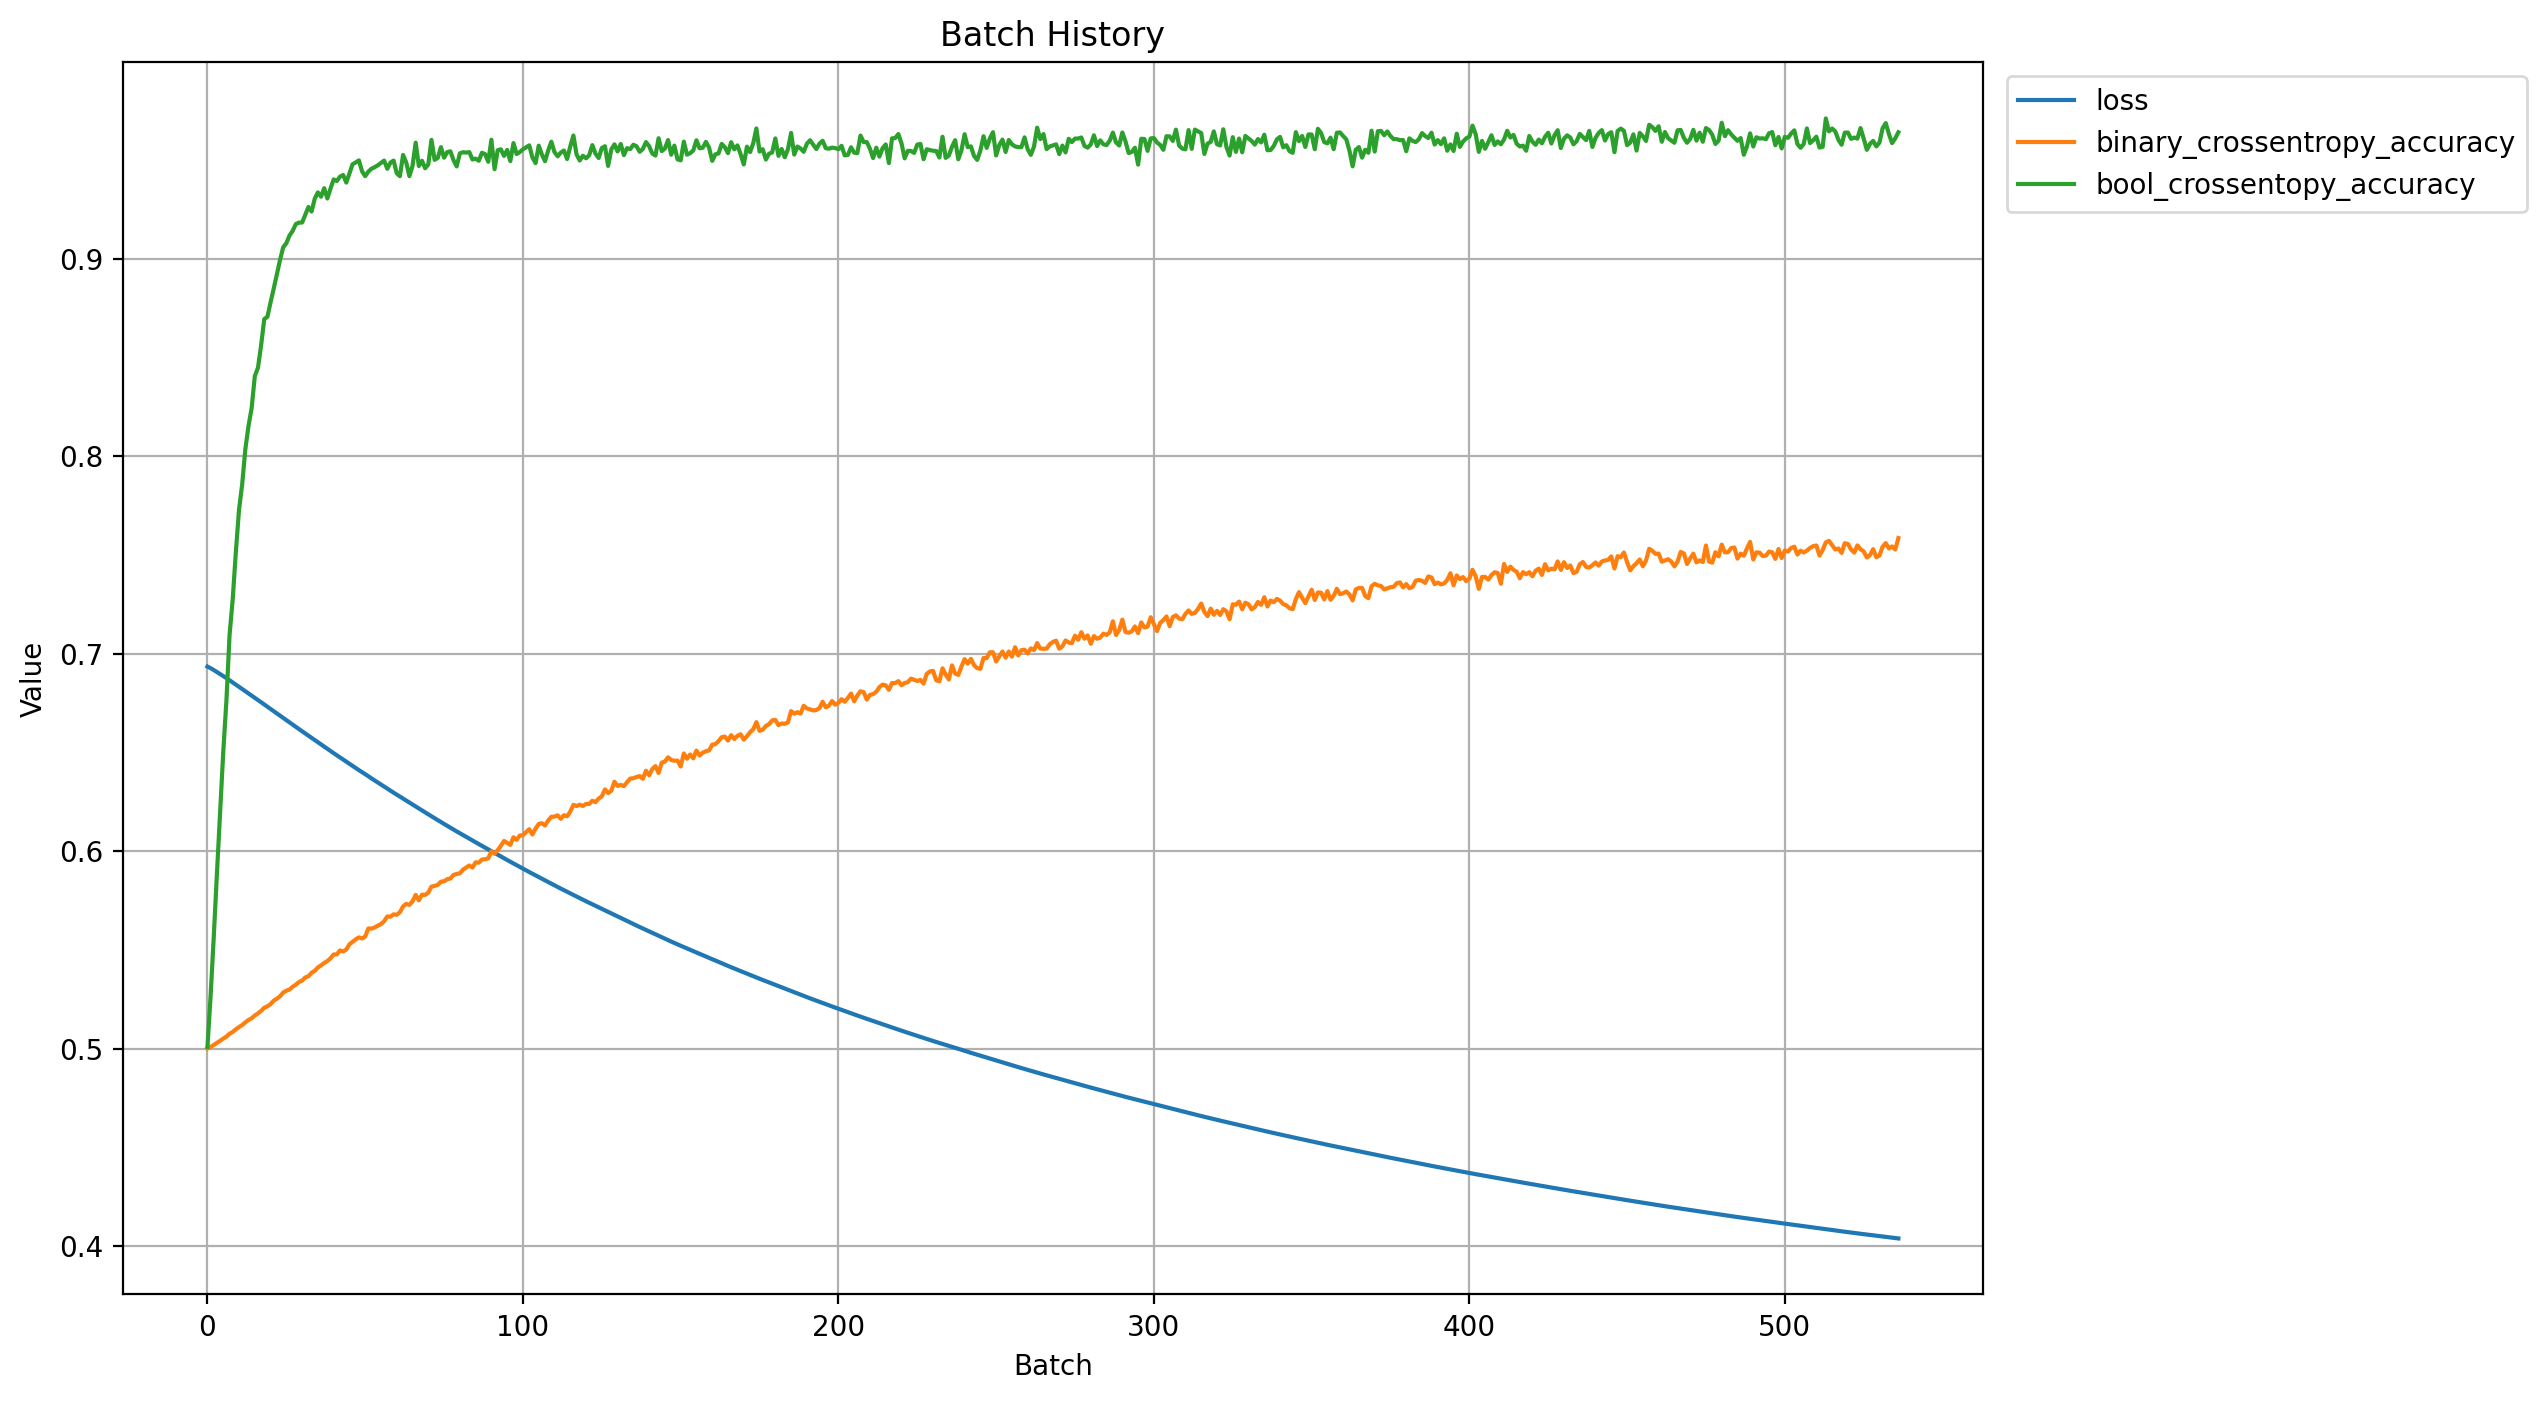 Batch History
loss
binary_crossentropy_accuracy
bool_crossentopy_accuracy
Value
0.9
0.8
0.7
0.6
0.5
0.4
0 100 200 300 400 500
Batch